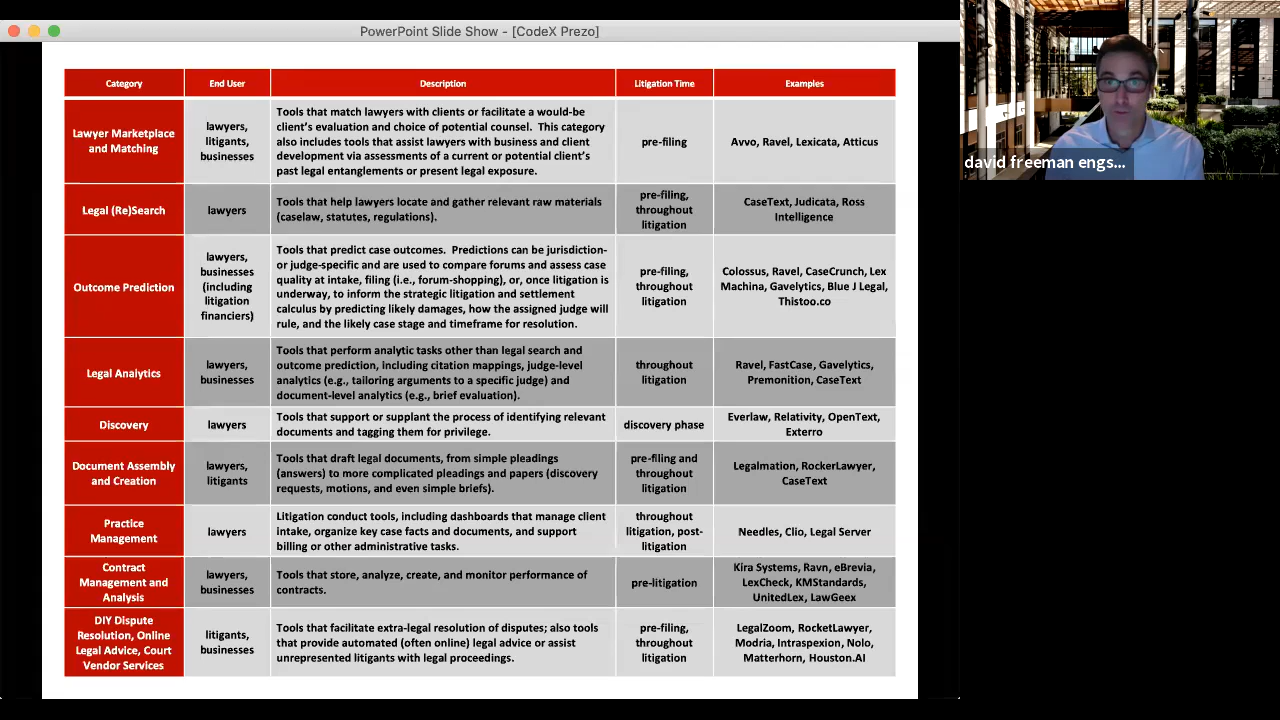 PowerPoint Slide Show - [CodeX Prezo]
Category
End User
Description
Litigation Time
Examples
Lawyer Marketplace
and Matching
lawyers,
litigants,
businesses
Tools that match lawyers with clients or facilitate a would-be
client's evaluation and choice of potential counsel. This category
also includes tools that assist lawyers with business and client
development via assessments of a current or potential client's
past legal entanglements or present legal exposure.
pre-filing
Avvo, Ravel, Lexicata, Atticus
Legal (Re)Search
lawyers
Tools that help lawyers locate and gather relevant raw materials
(caselaw, statutes, regulations).
pre-filing,
throughout
litigation
CaseText, Judicata, Ross
Intelligence
Outcome Prediction
lawyers,
businesses
(including
litigation
financiers)
Tools that predict case outcomes. Predictions can be jurisdiction-
or judge-specific and are used to compare forums and assess case
quality at intake, filing (i.e., forum-shopping), or, once litigation is
underway, to inform the strategic litigation and settlement
calculus by predicting likely damages, how the assigned judge will
rule, and the likely case stage and timeframe for resolution.
pre-filing,
throughout
litigation
Colossus, Ravel, CaseCrunch, Lex
Machina, Gavelytics, Blue J Legal,
Thistoo.co
Legal Analytics
lawyers,
businesses
Tools that perform analytic tasks other than legal search and
outcome prediction, including citation mappings, judge-level
analytics (e.g., tailoring arguments to a specific judge) and
document-level analytics (e.g., brief evaluation).
throughout
litigation
Ravel, FastCase, Gavelytics,
Premonition, CaseText
Discovery
lawyers
Tools that support or supplant the process of identifying relevant
documents and tagging them for privilege.
discovery phase
Everlaw, Relativity, OpenText,
Exterro
Document Assembly
and Creation
lawyers,
litigants
Tools that draft legal documents, from simple pleadings
(answers) to more complicated pleadings and papers (discovery
requests, motions, and even simple briefs).
pre-filing and
throughout
litigation
Legalmation, RockerLawyer,
CaseText
Practice
Management
lawyers
Litigation conduct tools, including dashboards that manage client
intake, organize key case facts and documents, and support
billing or other administrative tasks.
throughout
litigation, post-
litigation
Needles, Clio, Legal Server
Contract
Management and
Analysis
lawyers,
businesses
Tools that store, analyze, create, and monitor performance of
contracts.
pre-litigation
Kira Systems, Ravn, eBrevia,
LexCheck, KMStandards,
UnitedLex, LawGeex
DIY Dispute
Resolution, Online
Legal Advice, Court
Vendor Services
litigants,
businesses
Tools that facilitate extra-legal resolution of disputes; also tools
that provide automated (often online) legal advice or assist
unrepresented litigants with legal proceedings.
pre-filing,
throughout
litigation
LegalZoom, RocketLawyer,
Modria, Intraspexion, Nolo,
Matterhorn, Houston.AI
david freeman engs...